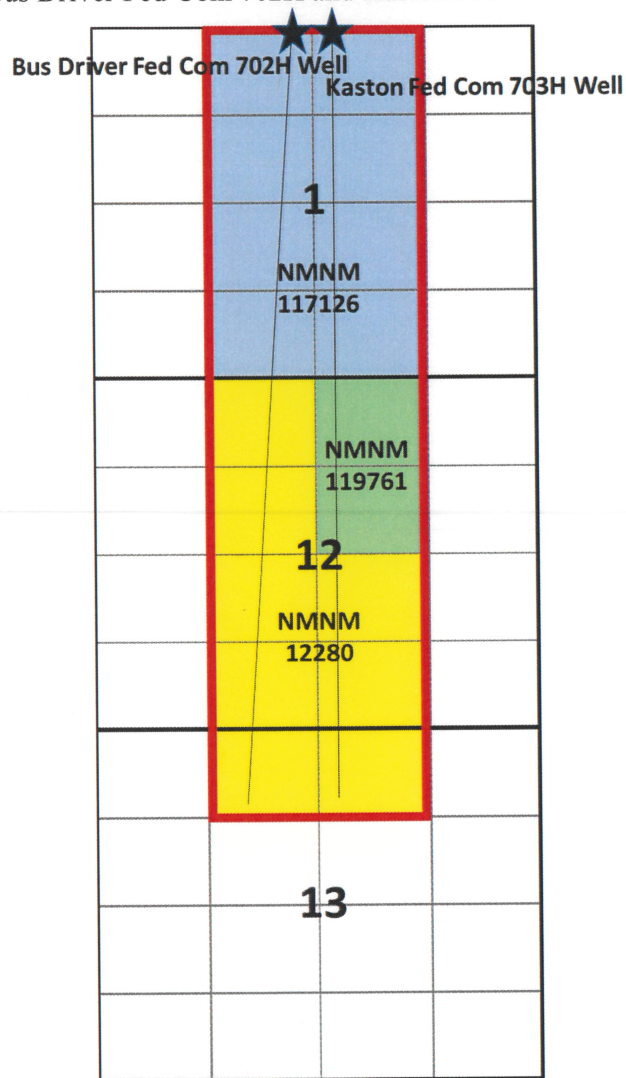 Bus Driver Fed Com 702H Well
Kaston Fed Com 703H Well
1
NMNM
117126
NMNM
119761
12
NMNM
12280
13